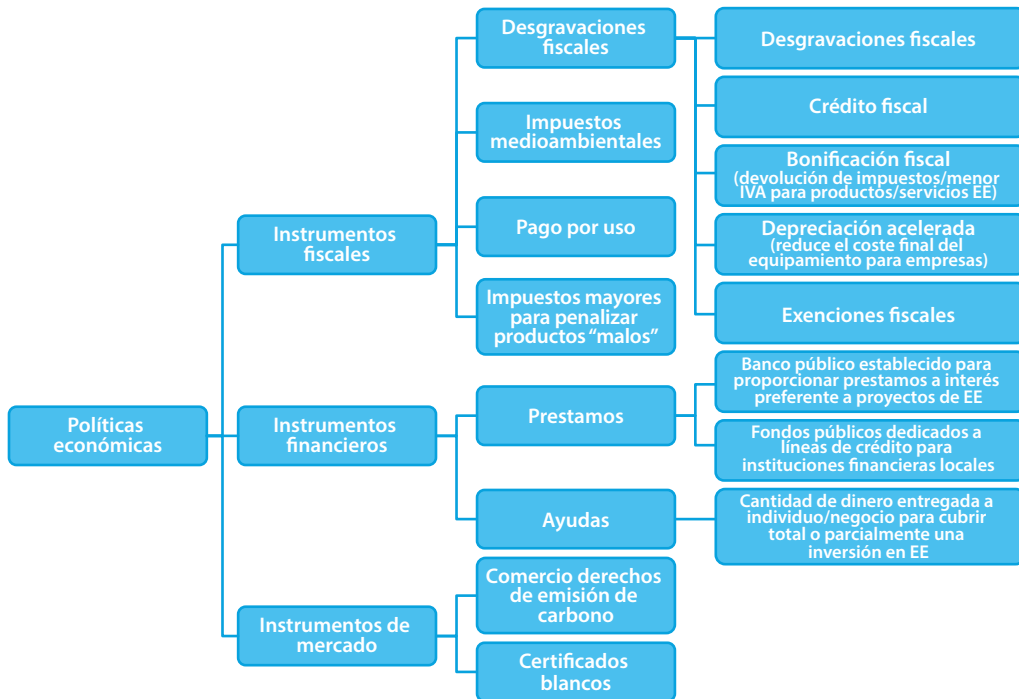 Políticas
económicas
Instrumentos
fiscales
Desgravaciones
fiscales
Desgravaciones fiscales
Crédito fiscal
Bonificación fiscal
(devolución de impuestos/menor
IVA para productos/servicios EE)
Depreciación acelerada
(reduce el coste final del
equipamiento para empresas)
Exenciones fiscales
Impuestos
medioambientales
Pago por uso
Impuestos mayores
para penalizar
productos “malos”
Instrumentos
financieros
Prestamos
Banco público establecido para
proporcionar prestamos a interés
preferente a proyectos de EE
Fondos públicos dedicados a
líneas de crédito para
instituciones financieras locales
Ayudas
Cantidad de dinero entregada a
individuo/negocio para cubrir
total o parcialmente una
inversión en EE
Instrumentos de
mercado
Comercio derechos
de emisión de
carbono
Certificados
blancos